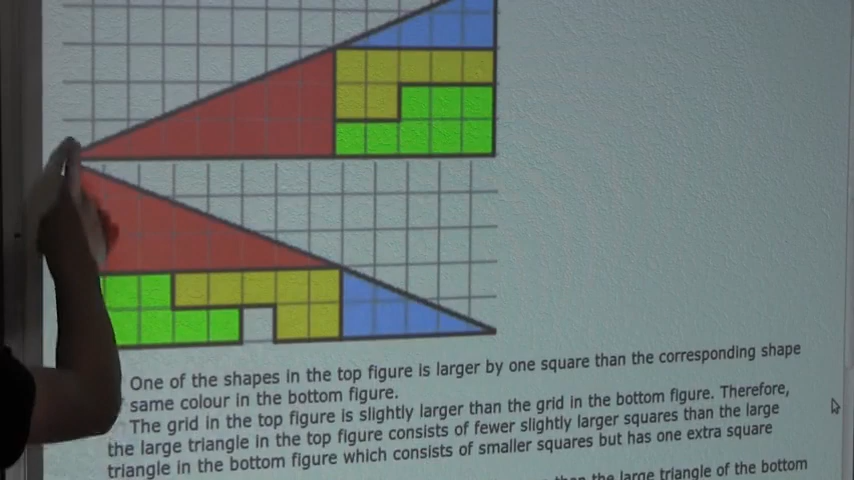 One of the shapes in the top figure is larger by one square than the corresponding shape
same colour in the bottom figure.
The grid in the top figure is slightly larger than the grid in the bottom figure. Therefore,
the large triangle in the top figure consists of fewer slightly larger squares than the large
triangle in the bottom figure which consists of smaller squares but has one extra square
than the large triangle of the bottom